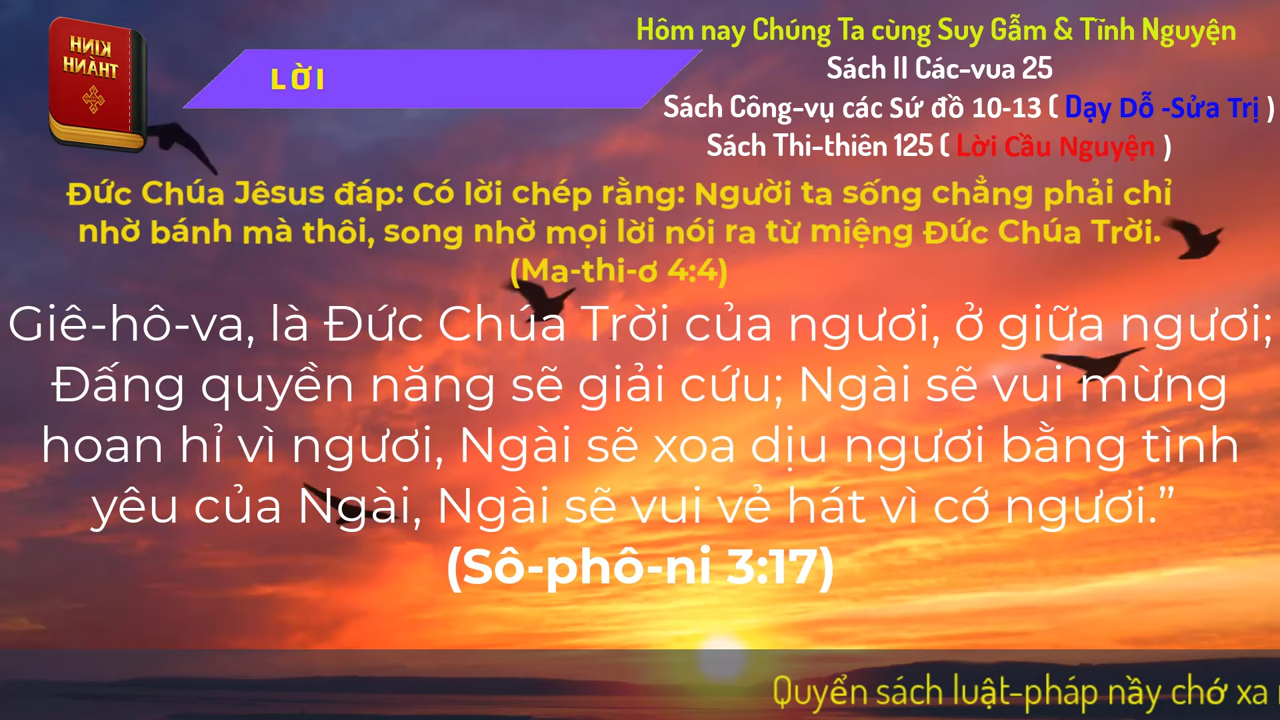 KINH
THÀNH
LỜI
Hôm nay Chúng Ta cùng Suy Gẫm & Tĩnh Nguyện
Sách II Các-vua 25
Sách Công-vụ các Sứ đồ 10-13 ( Dạy Dỗ -Sửa Trị )
Sách Thi-thiên 125 ( Lời Cầu Nguyện )
Đức Chúa Jêsus đáp: Có lời chép rằng: Người ta sống chẳng phải chỉ
nhờ bánh mà thôi, song nhờ mọi lời nói ra từ miệng Đức Chúa Trời.
(Ma-thi-ơ 4:4)
Giê-hô-va, là Đức Chúa Trời của ngươi, ở giữa ngươi;
Đấng quyền năng sẽ giải cứu; Ngài sẽ vui mừng
hoan hỉ vì ngươi, Ngài sẽ xoa dịu ngươi bằng tình
yêu của Ngài, Ngài sẽ vui vẻ hát vì cớ ngươi.”
(Sô-phô-ni 3:17)
Quyển sách luật-pháp nầy chớ xa